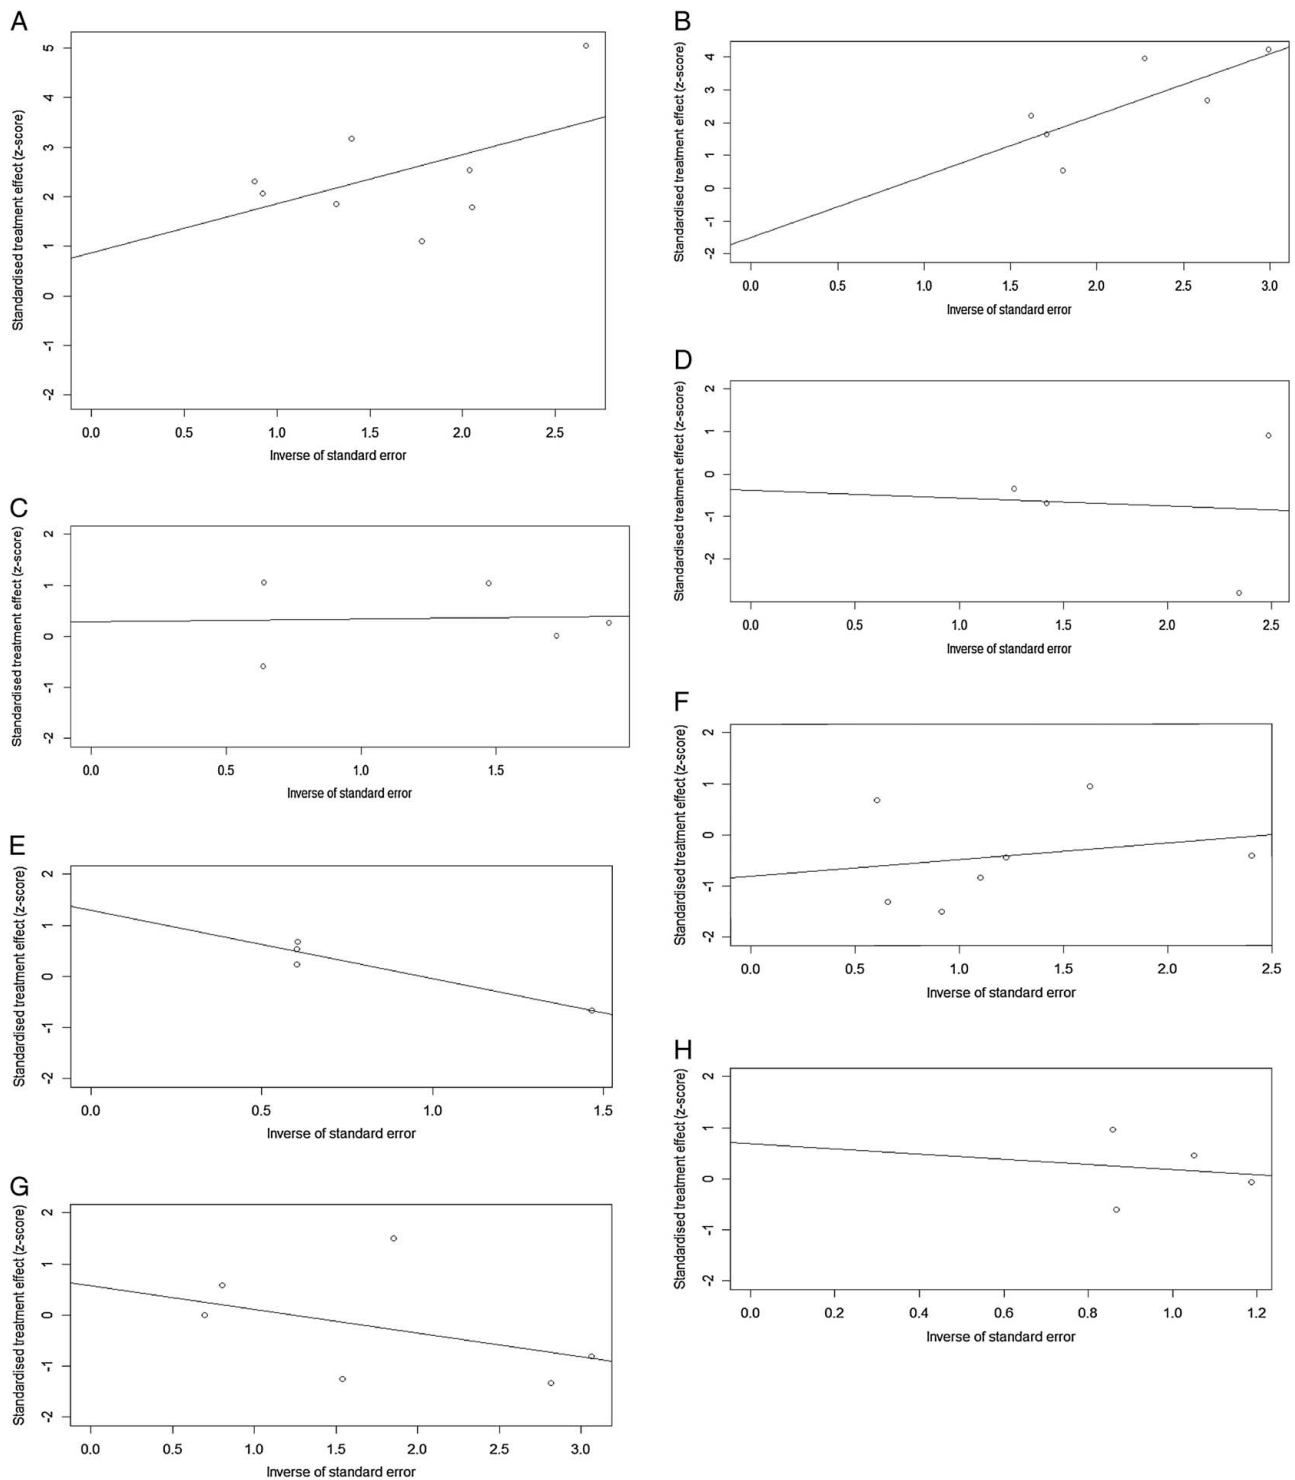 A
Standardised treatment effect (z-score)
5
4
3
2
1
0
-1
-2
0.0 0.5 1.0 1.5 2.0 2.5
Inverse of standard error
B
Standardised treatment effect (z-score)
4
3
2
1
0
-1
-2
0.0 0.5 1.0 1.5 2.0 2.5 3.0
Inverse of standard error
C
Standardised treatment effect (z-score)
2
1
0
-1
-2
0.0 0.5 1.0 1.5
Inverse of standard error
D
Standardised treatment effect (z-score)
2
1
0
-1
-2
0.0 0.5 1.0 1.5 2.0 2.5
Inverse of standard error
E
Standardised treatment effect (z-score)
2
1
0
-1
-2
0.0 0.5 1.0 1.5
Inverse of standard error
F
Standardised treatment effect (z-score)
2
1
0
-1
-2
0.0 0.5 1.0 1.5 2.0 2.5
Inverse of standard error
G
Standardised treatment effect (z-score)
2
1
0
-1
-2
0.0 0.5 1.0 1.5 2.0 2.5 3.0
Inverse of standard error
H
Standardised treatment effect (z-score)
2
1
0
-1
-2
0.0 0.2 0.4 0.6 0.8 1.0 1.2
Inverse of standard error